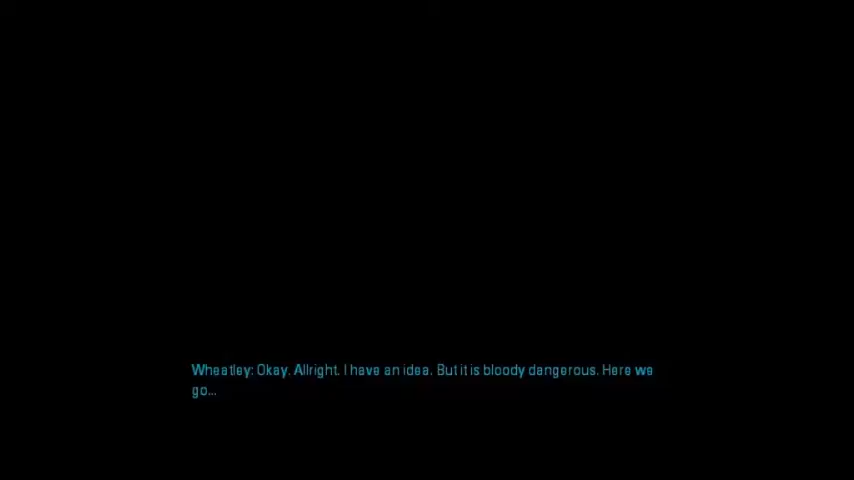 Wheatley: Okay. Allright. I have an idea. But it is bloody dangerous. Here we
go...